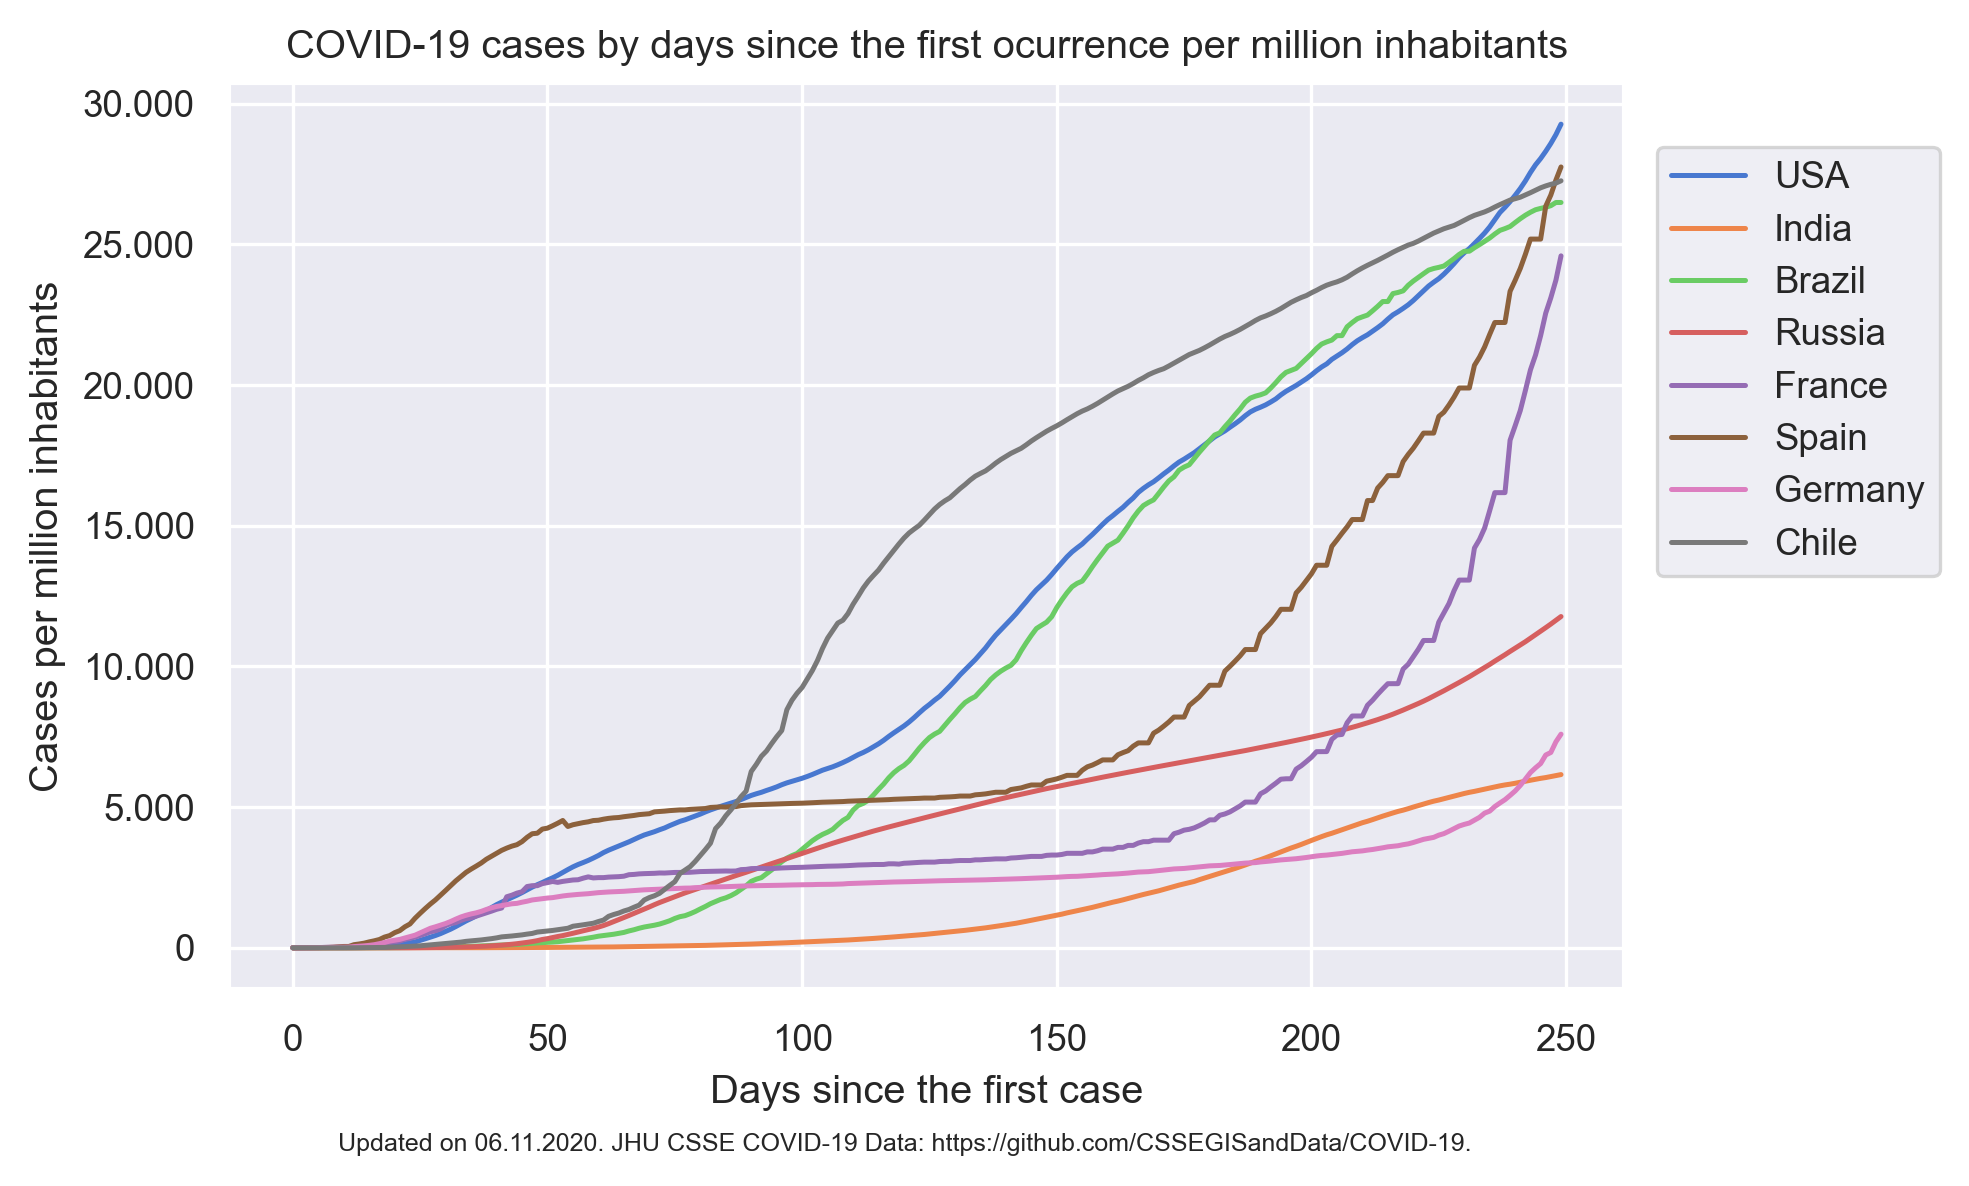 COVID-19 cases by days since the first ocurrence per million inhabitants
30.000
25.000
20.000
15.000
10.000
5.000
0
Cases per million inhabitants
0 50 100 150 200 250
Days since the first case
USA
India
Brazil
Russia
France
Spain
Germany
Chile
Updated on 06.11.2020. JHU CSSE COVID-19 Data: https://github.com/CSSEGISandData/COVID-19.